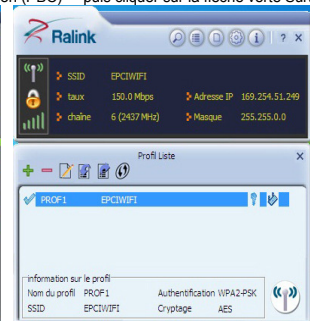 puis cliquer sur la flèche verte
Ralink
? ×
SSID EPCIWIFI
taux 150.0 Mbps Adresse IP 169.254.51.249
chaîne 6 (2437 MHz) Masque 255.255.0.0
Profil Liste ×
PROF1 EPCIWIFI
information sur le profil
Nom du profil PROF1 Authentification WPA2-PSK
SSID EPCIWIFI Cryptage AES